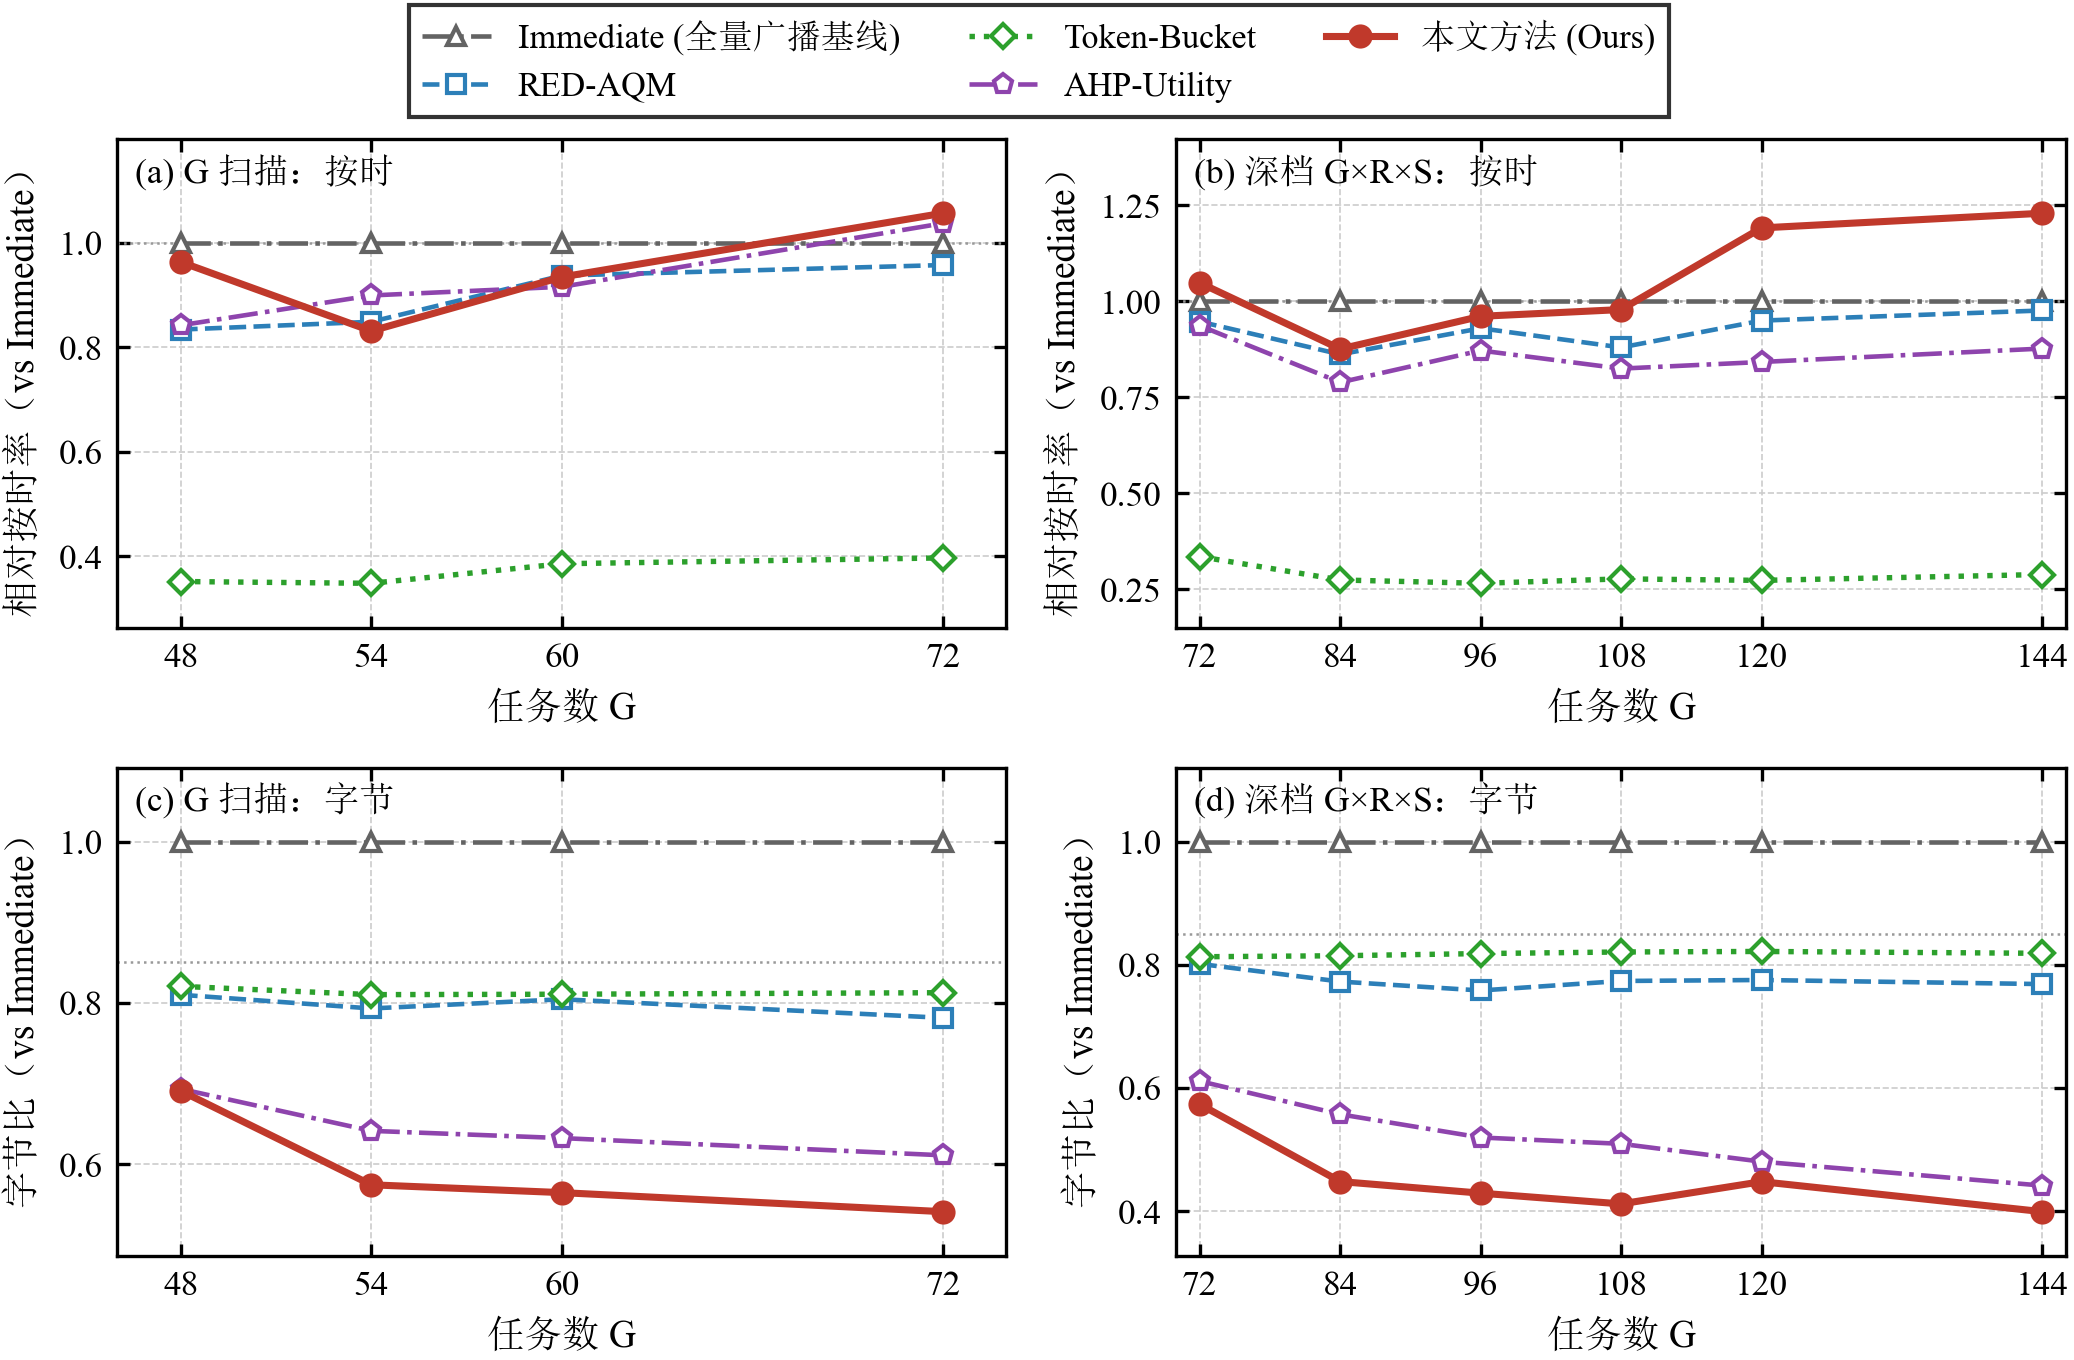 Immediate (全量广播基线)
RED-AQM
Token-Bucket
AHP-Utility
本文方法 (Ours)
(a) G 扫描：按时
相对按时率（vs Immediate）
1.0
0.8
0.6
0.4
48 54 60 72
任务数 G
(b) 深档 G×R×S：按时
相对按时率（vs Immediate）
1.25
1.00
0.75
0.50
0.25
72 84 96 108 120 144
任务数 G
(c) G 扫描：字节
字节比（vs Immediate）
1.0
0.8
0.6
48 54 60 72
任务数 G
(d) 深档 G×R×S：字节
字节比（vs Immediate）
1.0
0.8
0.6
0.4
72 84 96 108 120 144
任务数 G